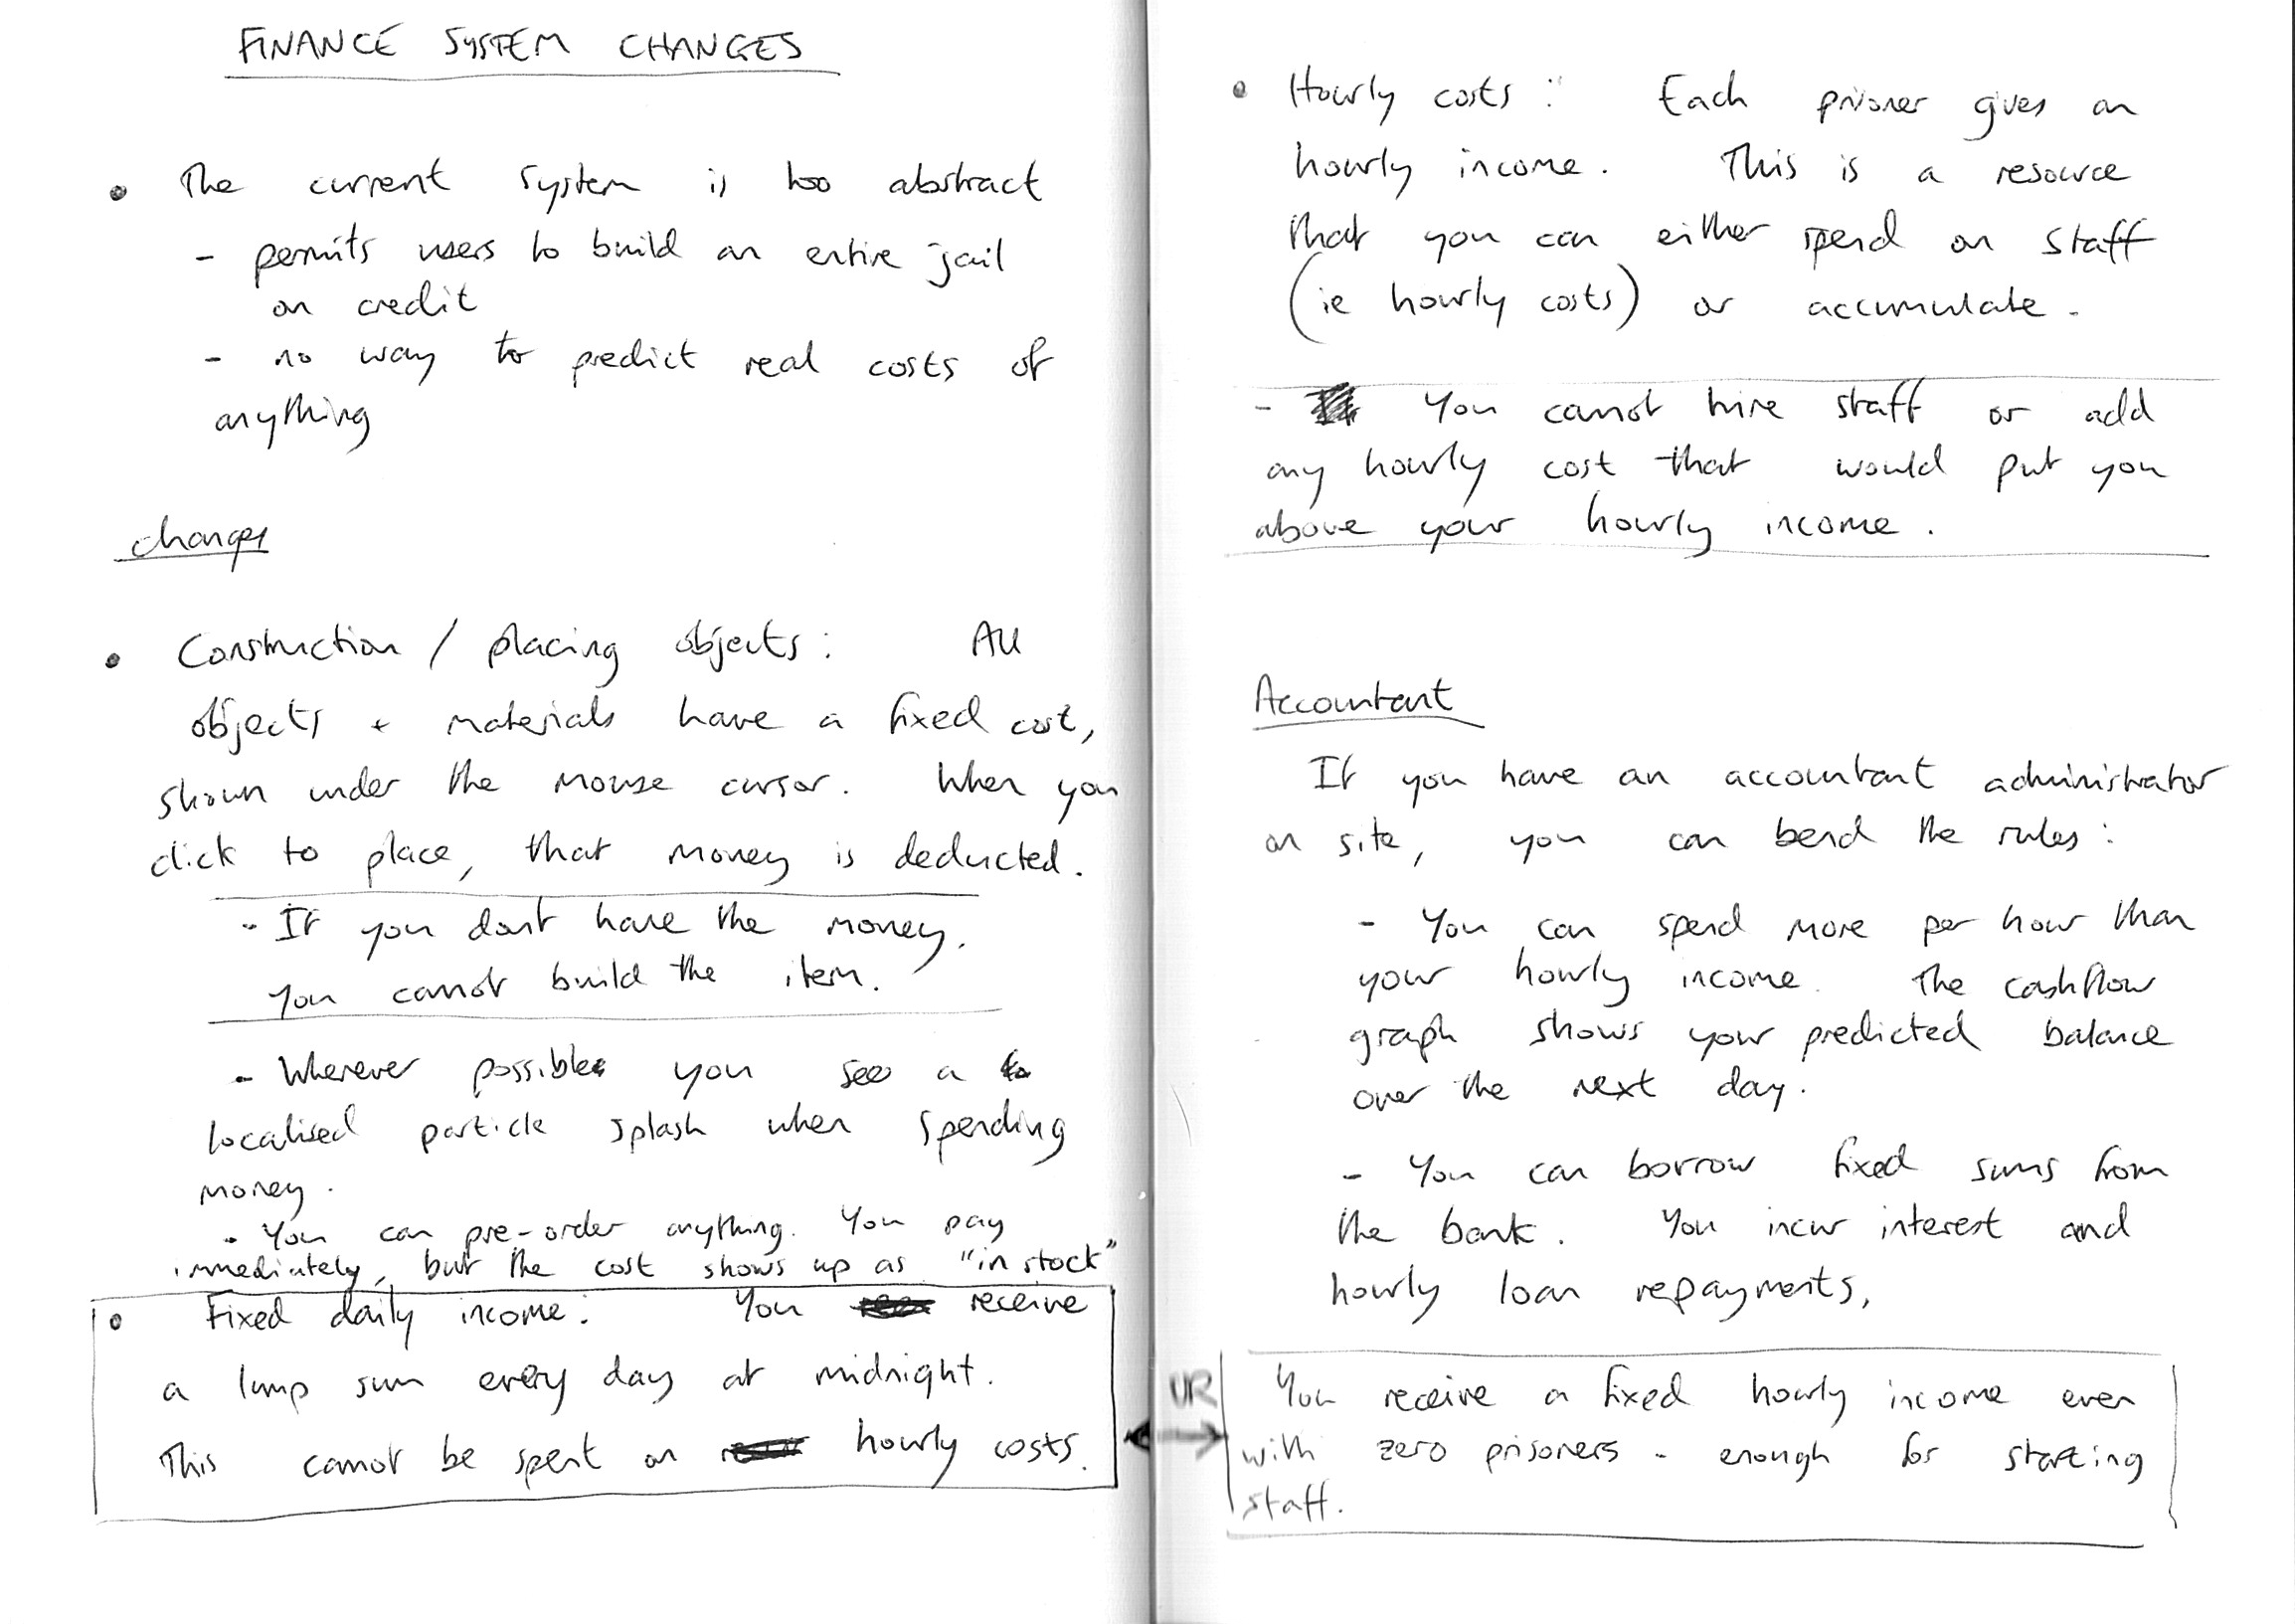 FINANCE SYSTEM CHANGES
• The current system is too abstract
- permits users to build an entire jail
on credit
- no way to predict real costs of
anything
changes
• Construction / placing objects: All
objects + materials have a fixed cost,
shown under the mouse cursor. When you
click to place, that money is deducted.
- If you dont have the money,
you cannot build the item.
- Wherever possible you see a
localised particle splash when spending
money.
- You can pre-order anything. You pay
immediately, but the cost shows up as "in stock"
• Fixed daily income: You receive
a lump sum every day at midnight.
This cannot be spent on hourly costs.
• Hourly costs: Each prisoner gives an
hourly income. This is a resource
that you can either spend on staff
(ie hourly costs) or accumulate.
- You cannot hire staff or add
any hourly cost that would put you
above your hourly income.
Accountant
If you have an accountant administrator
on site, you can bend the rules:
- You can spend more per hour than
your hourly income. The cashflow
graph shows your predicted balance
over the next day.
- You can borrow fixed sums from
the bank. You incur interest and
hourly loan repayments,
OR
You receive a fixed hourly income even
with zero prisoners - enough for starting
staff.